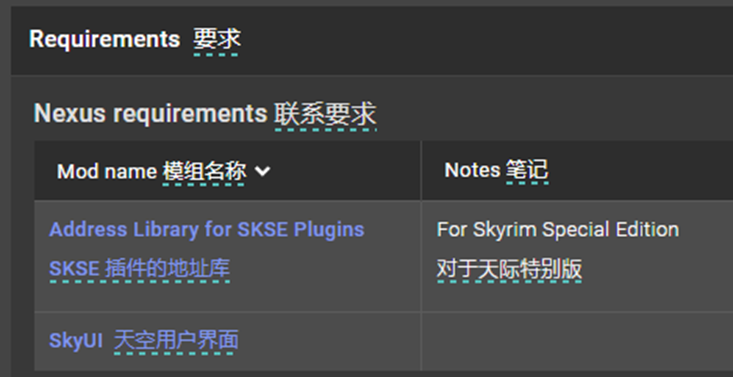 Requirements 要求
Nexus requirements 联系要求
Mod name 模组名称 Notes 笔记
Address Library for SKSE Plugins For Skyrim Special Edition
SKSE 插件的地址库 对于天际特别版
SkyUI 天空用户界面